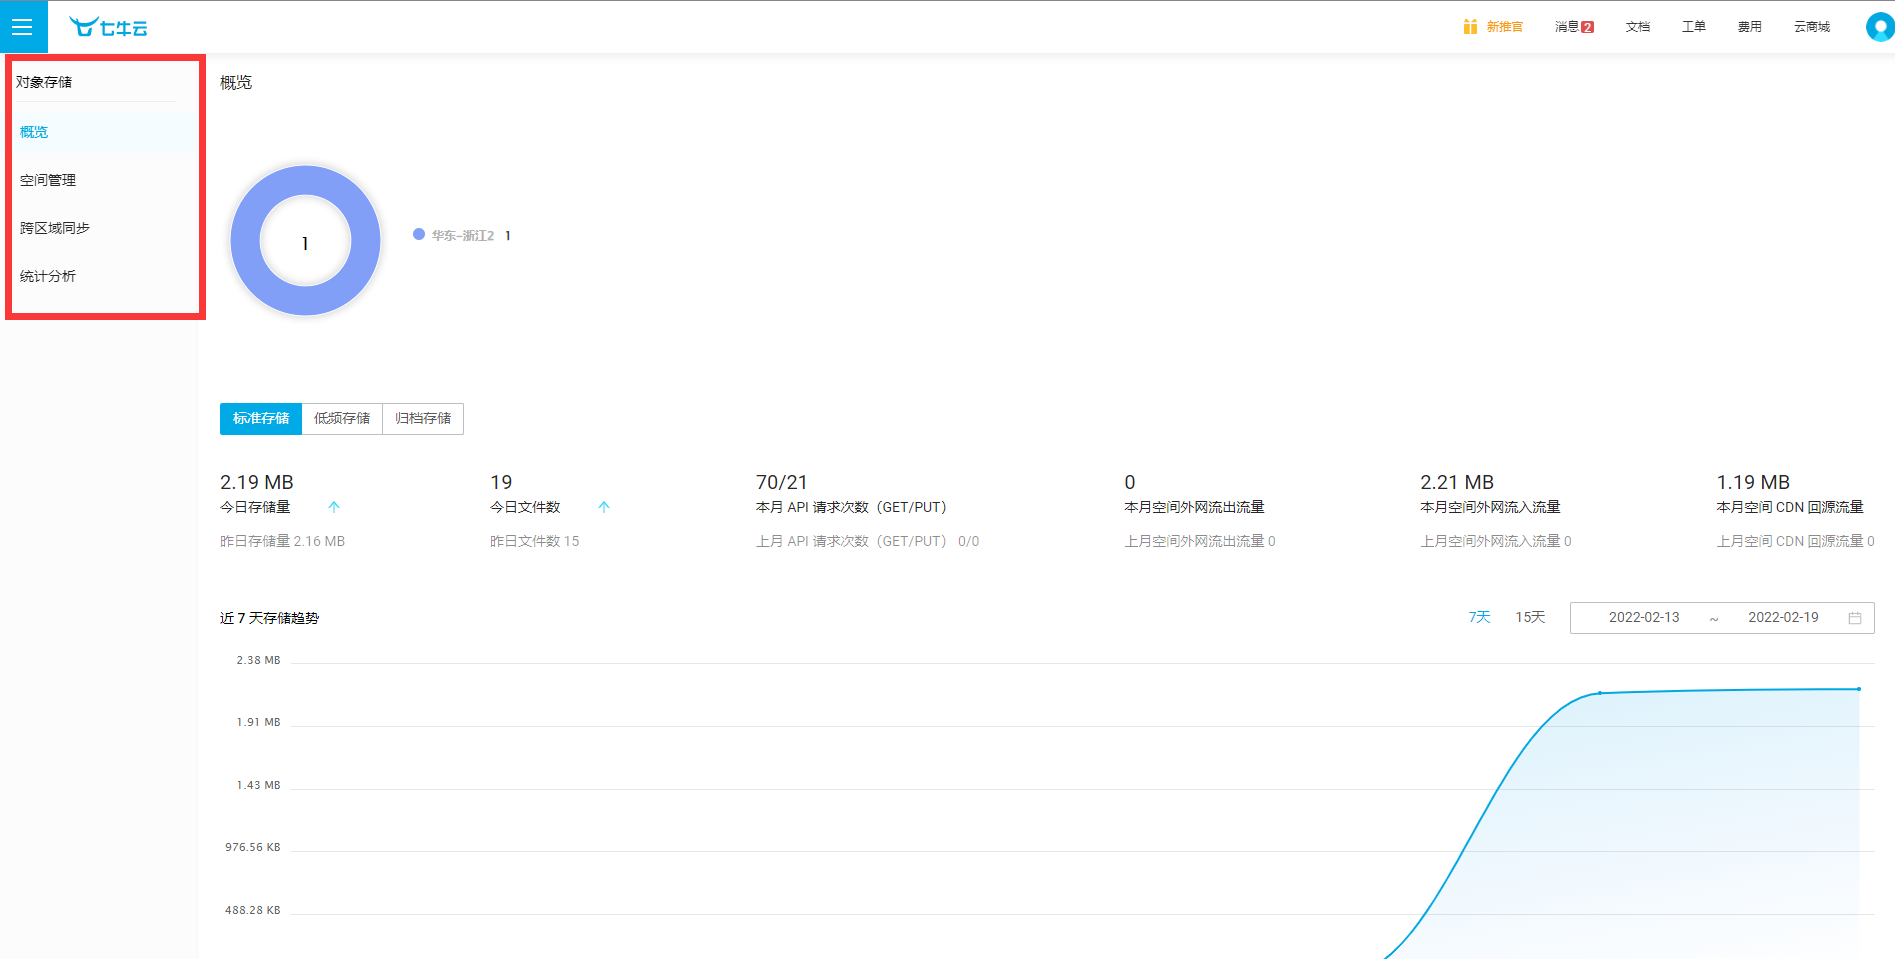 七牛云
新推官
消息 2
文档
工单
费用
云商城
对象存储
概览
空间管理
跨区域同步
统计分析
概览
1
华东-浙江2 1
标准存储 低频存储 归档存储
2.19 MB
今日存储量
昨日存储量 2.16 MB
19
今日文件数
昨日文件数 15
70/21
本月 API 请求次数（GET/PUT）
上月 API 请求次数（GET/PUT） 0/0
0
本月空间外网流出流量
上月空间外网流出流量 0
2.21 MB
本月空间外网流入流量
上月空间外网流入流量 0
1.19 MB
本月空间 CDN 回源流量
上月空间 CDN 回源流量 0
近 7 天存储趋势
7天 15天 2022-02-13 ~ 2022-02-19
2.38 MB
1.91 MB
1.43 MB
976.56 KB
488.28 KB